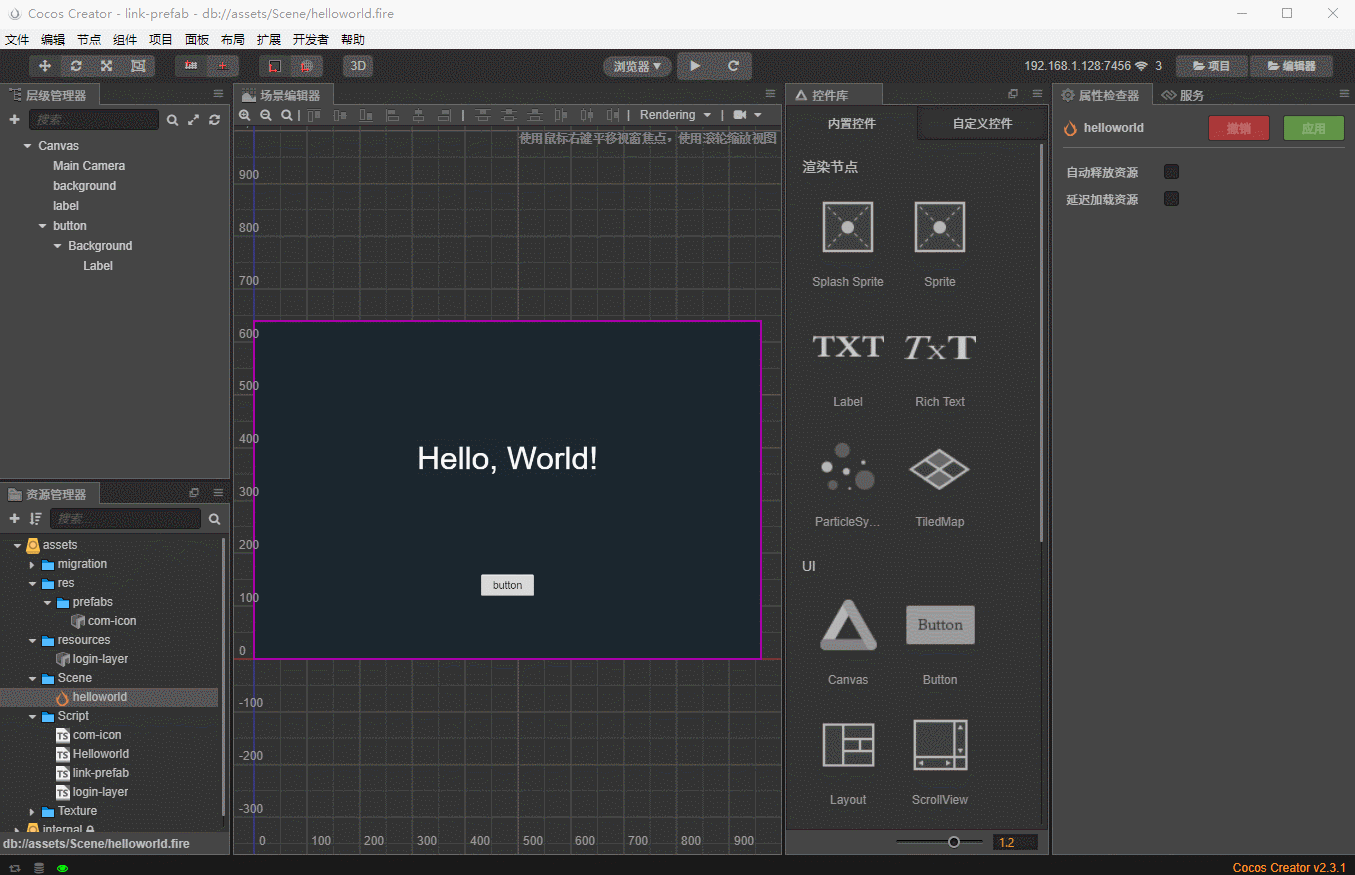 Cocos Creator - link-prefab - db://assets/Scene/helloworld.fire
文件 编辑 节点 组件 项目 面板 布局 扩展 开发者 帮助
3D
浏览器
192.168.1.128:7456 3
项目
编辑器
层级管理器
搜索...
Canvas
Main Camera
background
label
button
Background
Label
资源管理器
搜索...
assets
migration
res
prefabs
com-icon
resources
login-layer
Scene
helloworld
Script
com-icon
Helloworld
link-prefab
login-layer
Texture
internal
db://assets/Scene/helloworld.fire
场景编辑器
Rendering
使用鼠标右键平移视窗焦点，使用滚轮缩放视图
900
800
700
600
500
400
300
200
100
0
-100
-200
-300
Hello, World!
button
0 100 200 300 400 500 600 700 800 900
控件库
内置控件 自定义控件
渲染节点
Splash Sprite Sprite
TXT TxT
Label Rich Text
ParticleSy... TiledMap
UI
Button
Canvas Button
Layout ScrollView
1.2
属性检查器 服务
helloworld
撤销 应用
自动释放资源
延迟加载资源
TS
TS
TS
TS
Cocos Creator v2.3.1